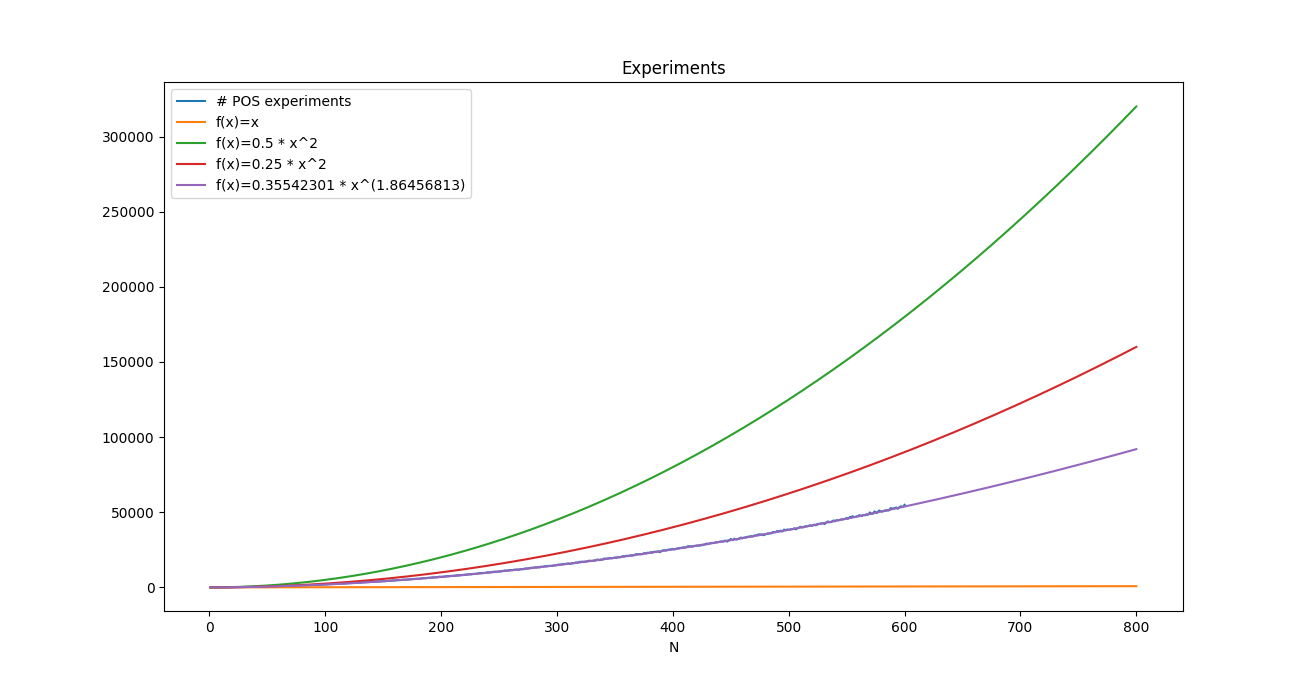 Experiments
# POS experiments
f(x)=x
f(x)=0.5 * x^2
f(x)=0.25 * x^2
f(x)=0.35542301 * x^(1.86456813)
300000
250000
200000
150000
100000
50000
0
0 100 200 300 400 500 600 700 800
N